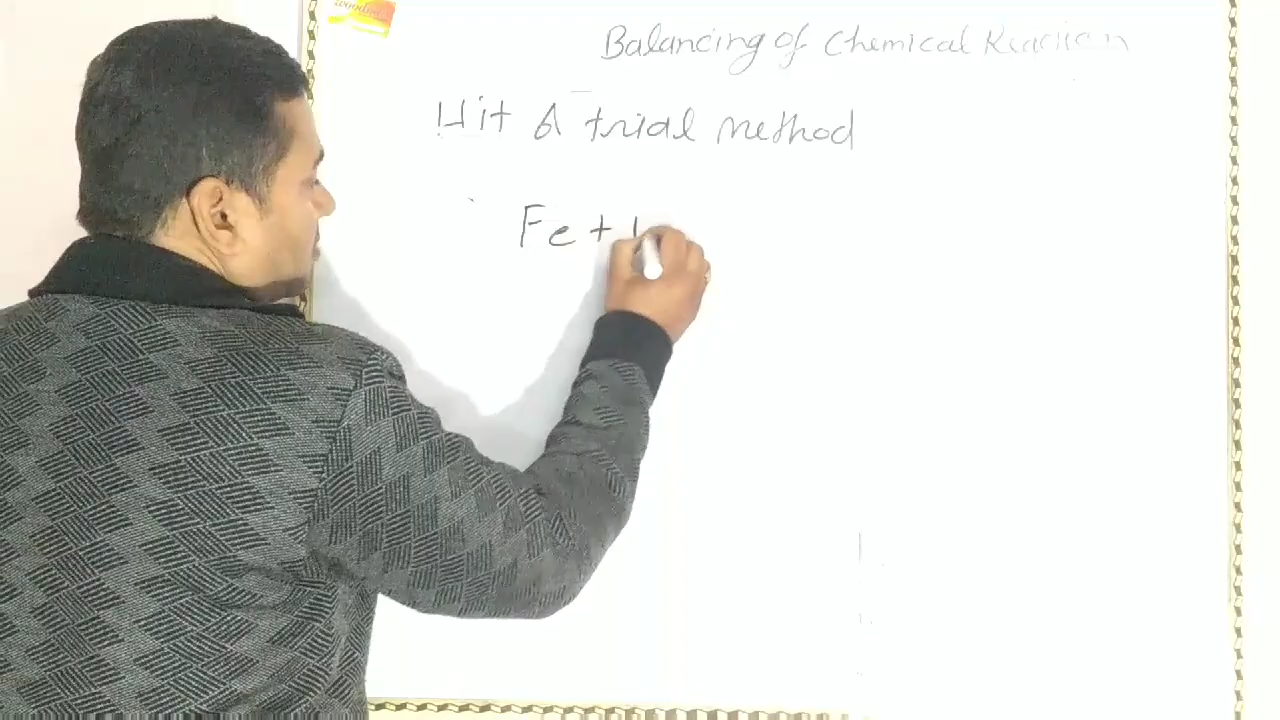 Balancing of Chemical Reaction
Hit & trial method
Fe +